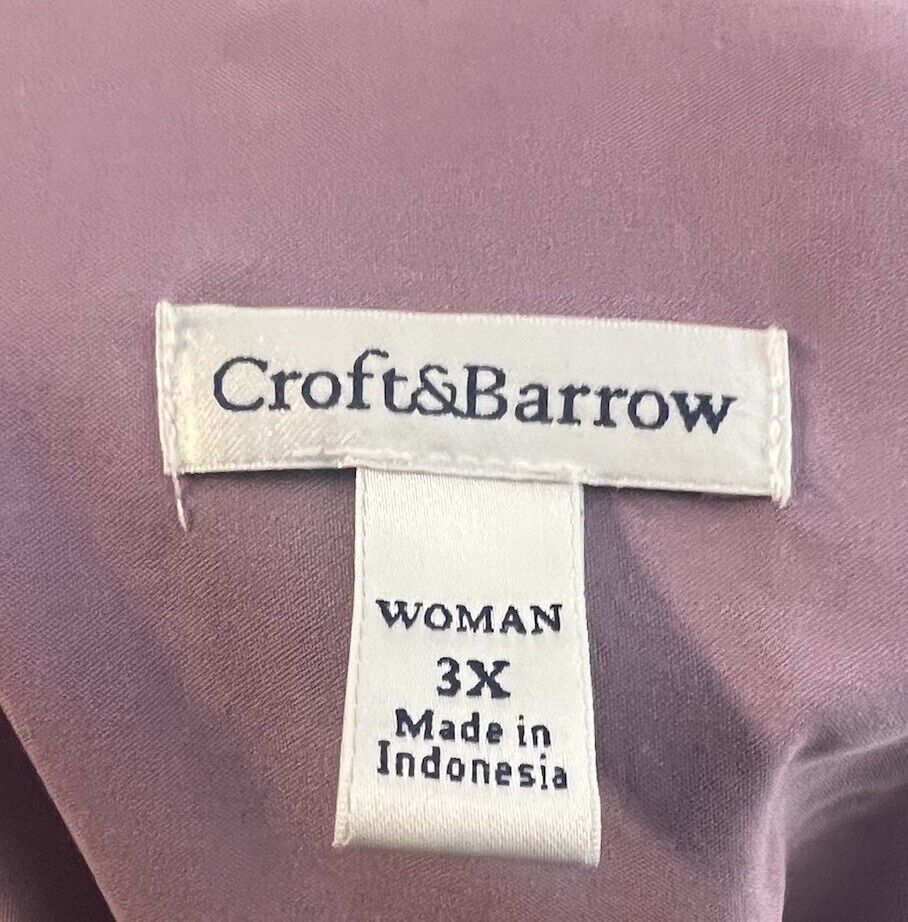 Croft&Barrow
WOMAN
3X
Made in
Indonesia